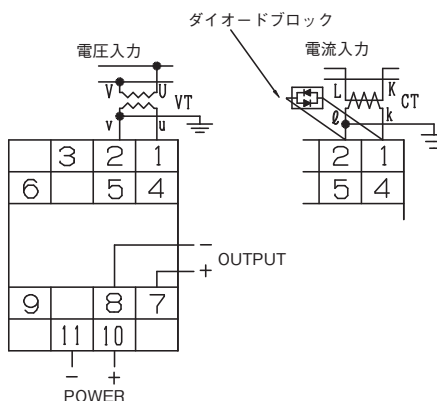 ダイオードブロック
電圧入力
電流入力
V U
VT
v u
L K
CT
ℓ k
3 2 1
6 5 4
2 1
5 4
−
+ OUTPUT
9 8 7
11 10
− +
POWER